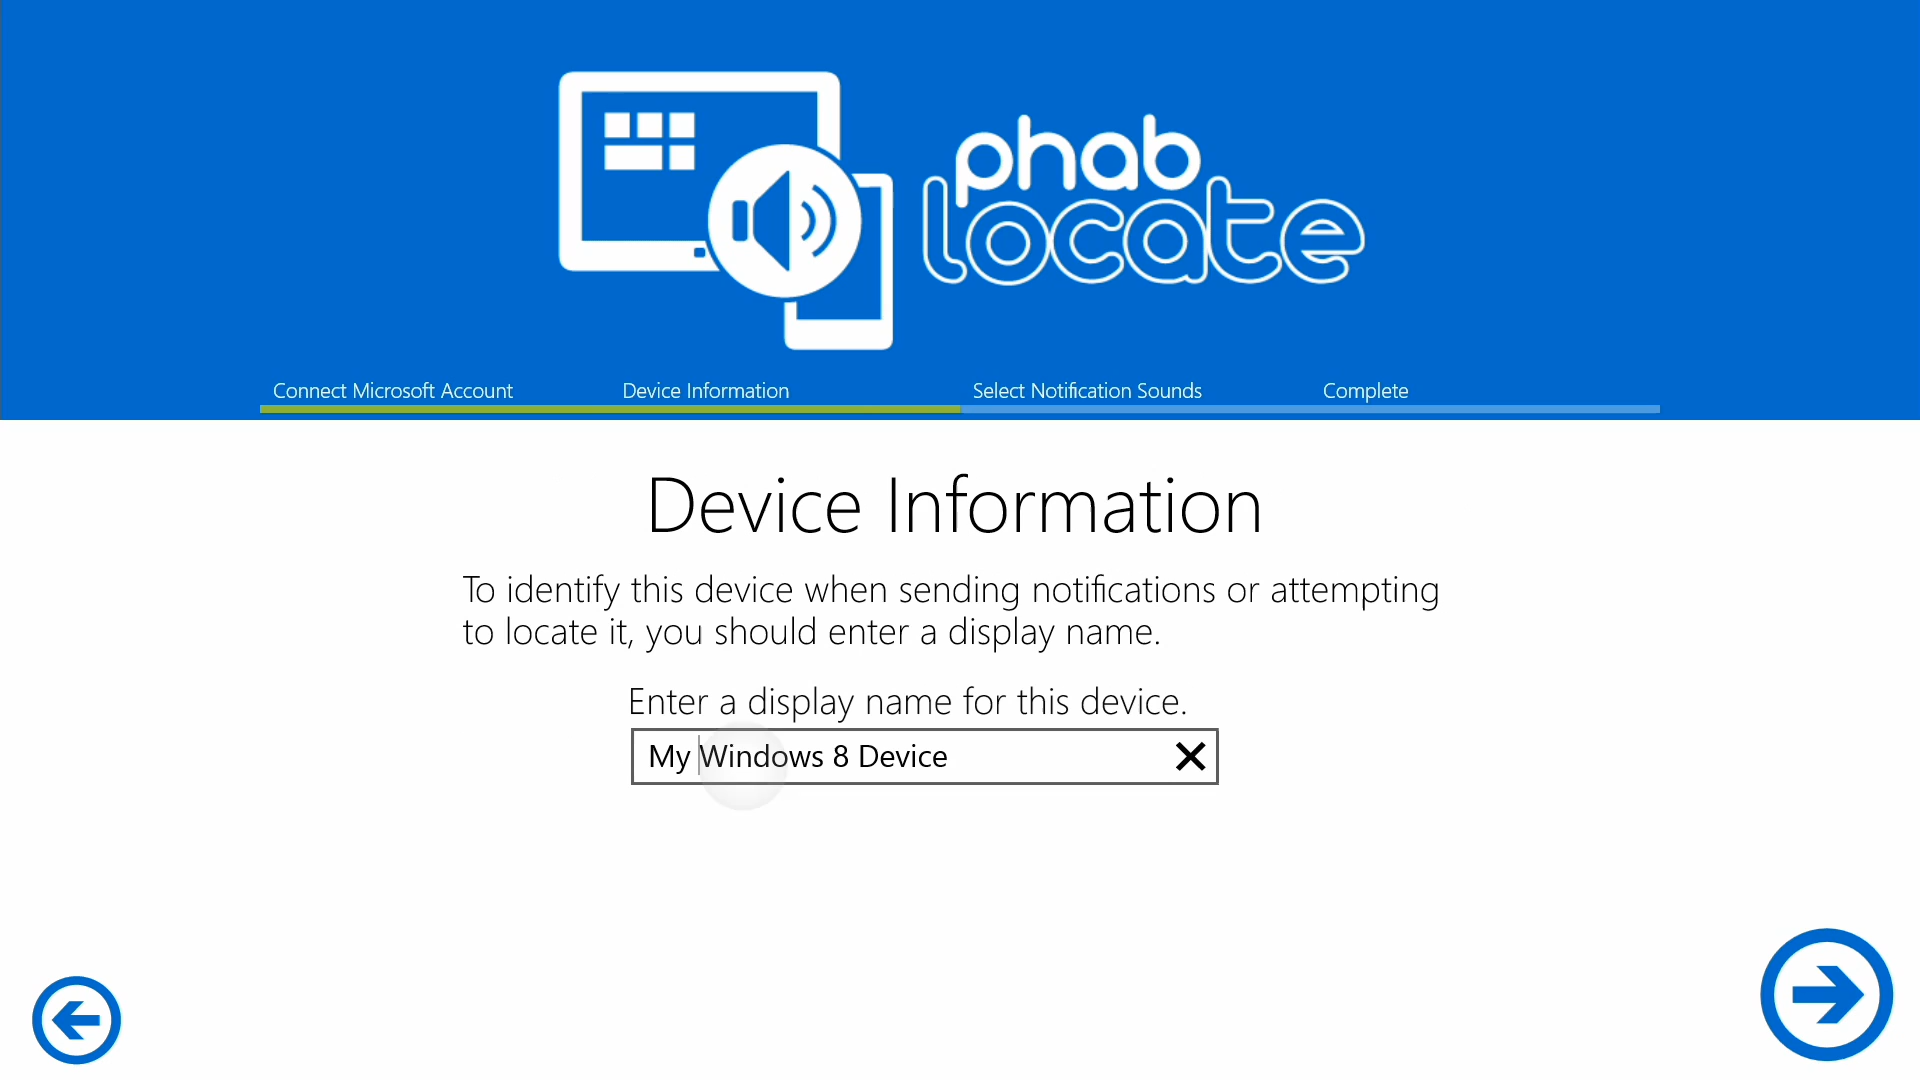 phab
locate
Connect Microsoft Account
Device Information
Select Notification Sounds
Complete
Device Information
To identify this device when sending notifications or attempting
to locate it, you should enter a display name.
Enter a display name for this device.
My Windows 8 Device